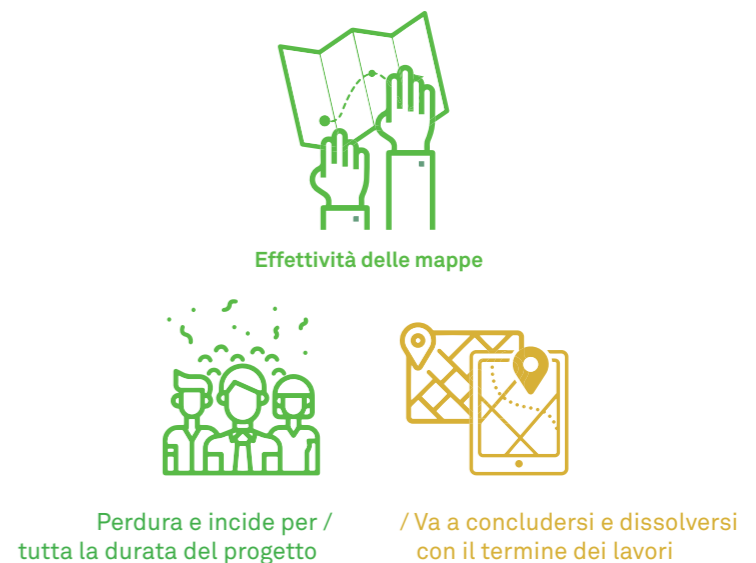 Effettività delle mappe
Perdura e incide per /
tutta la durata del progetto
/ Va a concludersi e dissolversi
con il termine dei lavori